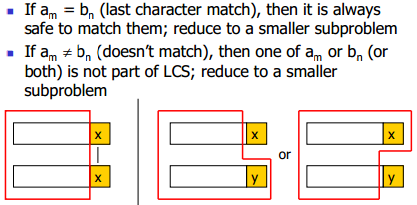 ▪ If aₘ = bₙ (last character match), then it is always
safe to match them; reduce to a smaller subproblem
▪ If aₘ ≠ bₙ (doesn't match), then one of aₘ or bₙ (or
both) is not part of LCS; reduce to a smaller
subproblem
x x x
or
x y y